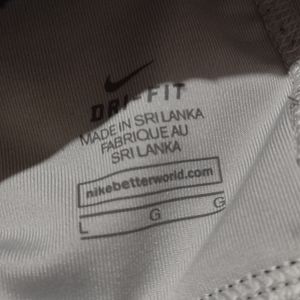 DRI-FIT
MADE IN SRI LANKA
FABRIQUE AU
SRI LANKA
nikebetterworld.com
L G G